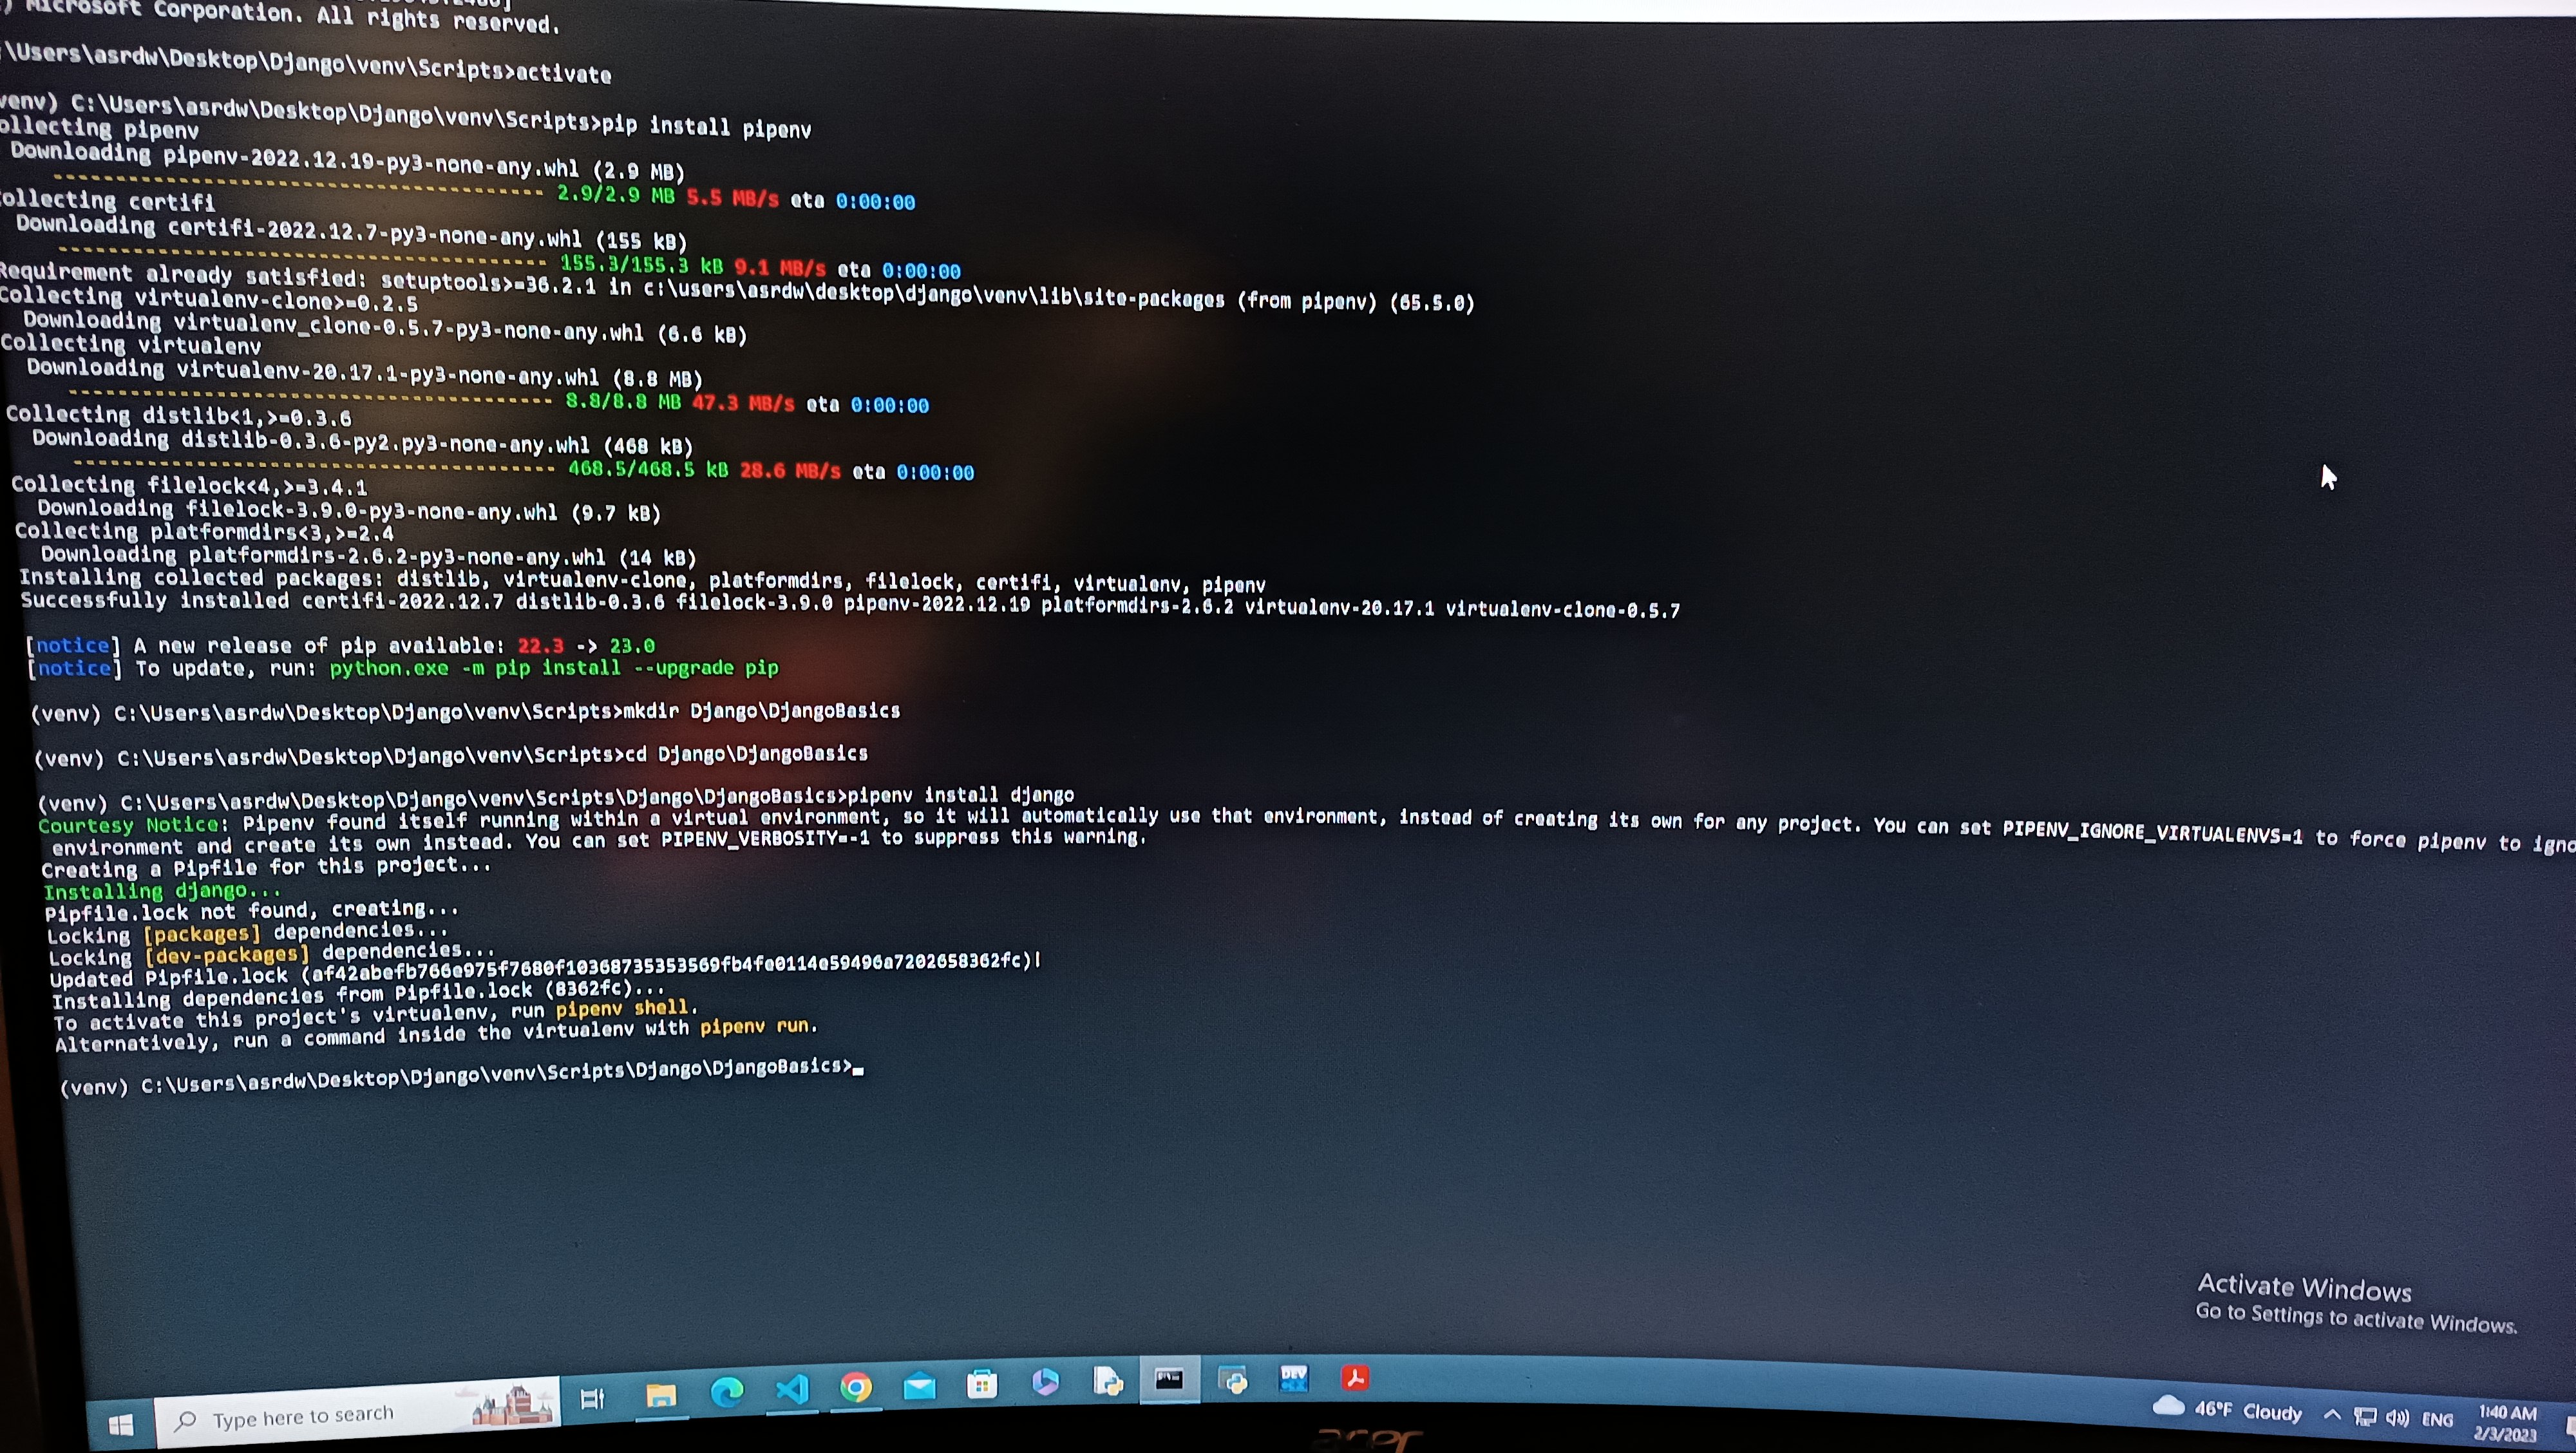 Microsoft Corporation. All rights reserved.
\Users\asrdw\Desktop\Django\venv\Scripts>activate
venv) C:\Users\asrdw\Desktop\Django\venv\Scripts>pip install pipenv
ollecting pipenv
Downloading pipenv-2022.12.19-py3-none-any.whl (2.9 MB)
---------------------------------------- 2.9/2.9 MB 5.5 MB/s eta 0:00:00
ollecting certifi
Downloading certifi-2022.12.7-py3-none-any.whl (155 kB)
---------------------------------------- 155.3/155.3 kB 9.1 MB/s eta 0:00:00
Requirement already satisfied: setuptools>=36.2.1 in c:\users\asrdw\desktop\django\venv\lib\site-packages (from pipenv) (65.5.0)
Collecting virtualenv-clone>=0.2.5
Downloading virtualenv_clone-0.5.7-py3-none-any.whl (6.6 kB)
Collecting virtualenv
Downloading virtualenv-20.17.1-py3-none-any.whl (8.8 MB)
---------------------------------------- 8.8/8.8 MB 47.3 MB/s eta 0:00:00
Collecting distlib<1,>=0.3.6
Downloading distlib-0.3.6-py2.py3-none-any.whl (468 kB)
---------------------------------------- 468.5/468.5 kB 28.6 MB/s eta 0:00:00
Collecting filelock<4,>=3.4.1
Downloading filelock-3.9.0-py3-none-any.whl (9.7 kB)
Collecting platformdirs<3,>=2.4
Downloading platformdirs-2.6.2-py3-none-any.whl (14 kB)
Installing collected packages: distlib, virtualenv-clone, platformdirs, filelock, certifi, virtualenv, pipenv
Successfully installed certifi-2022.12.7 distlib-0.3.6 filelock-3.9.0 pipenv-2022.12.19 platformdirs-2.6.2 virtualenv-20.17.1 virtualenv-clone-0.5.7
[notice] A new release of pip available: 22.3 -> 23.0
[notice] To update, run: python.exe -m pip install --upgrade pip
(venv) C:\Users\asrdw\Desktop\Django\venv\Scripts>mkdir Django\DjangoBasics
(venv) C:\Users\asrdw\Desktop\Django\venv\Scripts>cd Django\DjangoBasics
(venv) C:\Users\asrdw\Desktop\Django\venv\Scripts\Django\DjangoBasics>pipenv install django
Courtesy Notice: Pipenv found itself running within a virtual environment, so it will automatically use that environment, instead of creating its own for any project. You can set PIPENV_IGNORE_VIRTUALENVS=1 to force pipenv to igno
environment and create its own instead. You can set PIPENV_VERBOSITY=-1 to suppress this warning.
Creating a Pipfile for this project...
Installing django...
Pipfile.lock not found, creating...
Locking [packages] dependencies...
Locking [dev-packages] dependencies...
Updated Pipfile.lock (af42abefb766e975f7680f10368735353569fb4fe0114e59496a7202658362fc)!
Installing dependencies from Pipfile.lock (8362fc)...
To activate this project's virtualenv, run pipenv shell.
Alternatively, run a command inside the virtualenv with pipenv run.
(venv) C:\Users\asrdw\Desktop\Django\venv\Scripts\Django\DjangoBasics>
Activate Windows
Go to Settings to activate Windows.
Type here to search
DEV
46°F Cloudy
ENG
1:40 AM
2/3/2023
acer